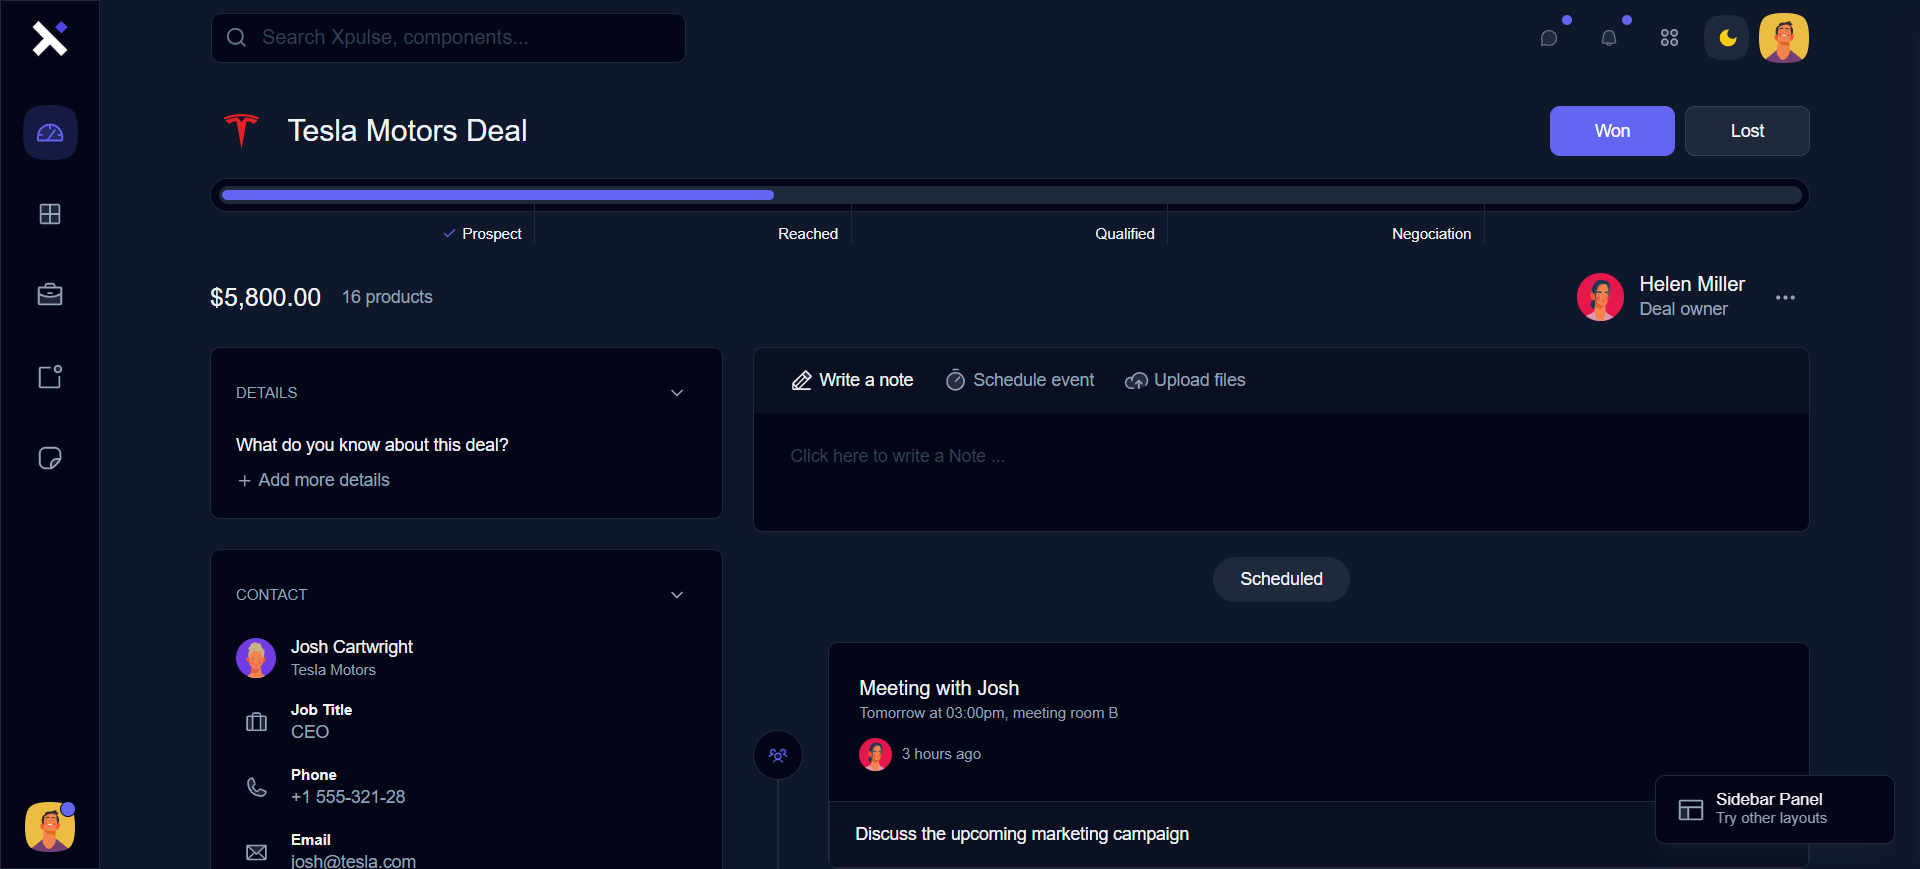 Search Xpulse, components...
Tesla Motors Deal
Won
Lost
Prospect
Reached
Qualified
Negociation
$5,800.00
16 products
Helen Miller
Deal owner
DETAILS
What do you know about this deal?
Add more details
Write a note
Schedule event
Upload files
Click here to write a Note ...
Scheduled
CONTACT
Josh Cartwright
Tesla Motors
Job Title
CEO
Phone
+1 555-321-28
Email
josh@tesla.com
Meeting with Josh
Tomorrow at 03:00pm, meeting room B
3 hours ago
Discuss the upcoming marketing campaign
Sidebar Panel
Try other layouts